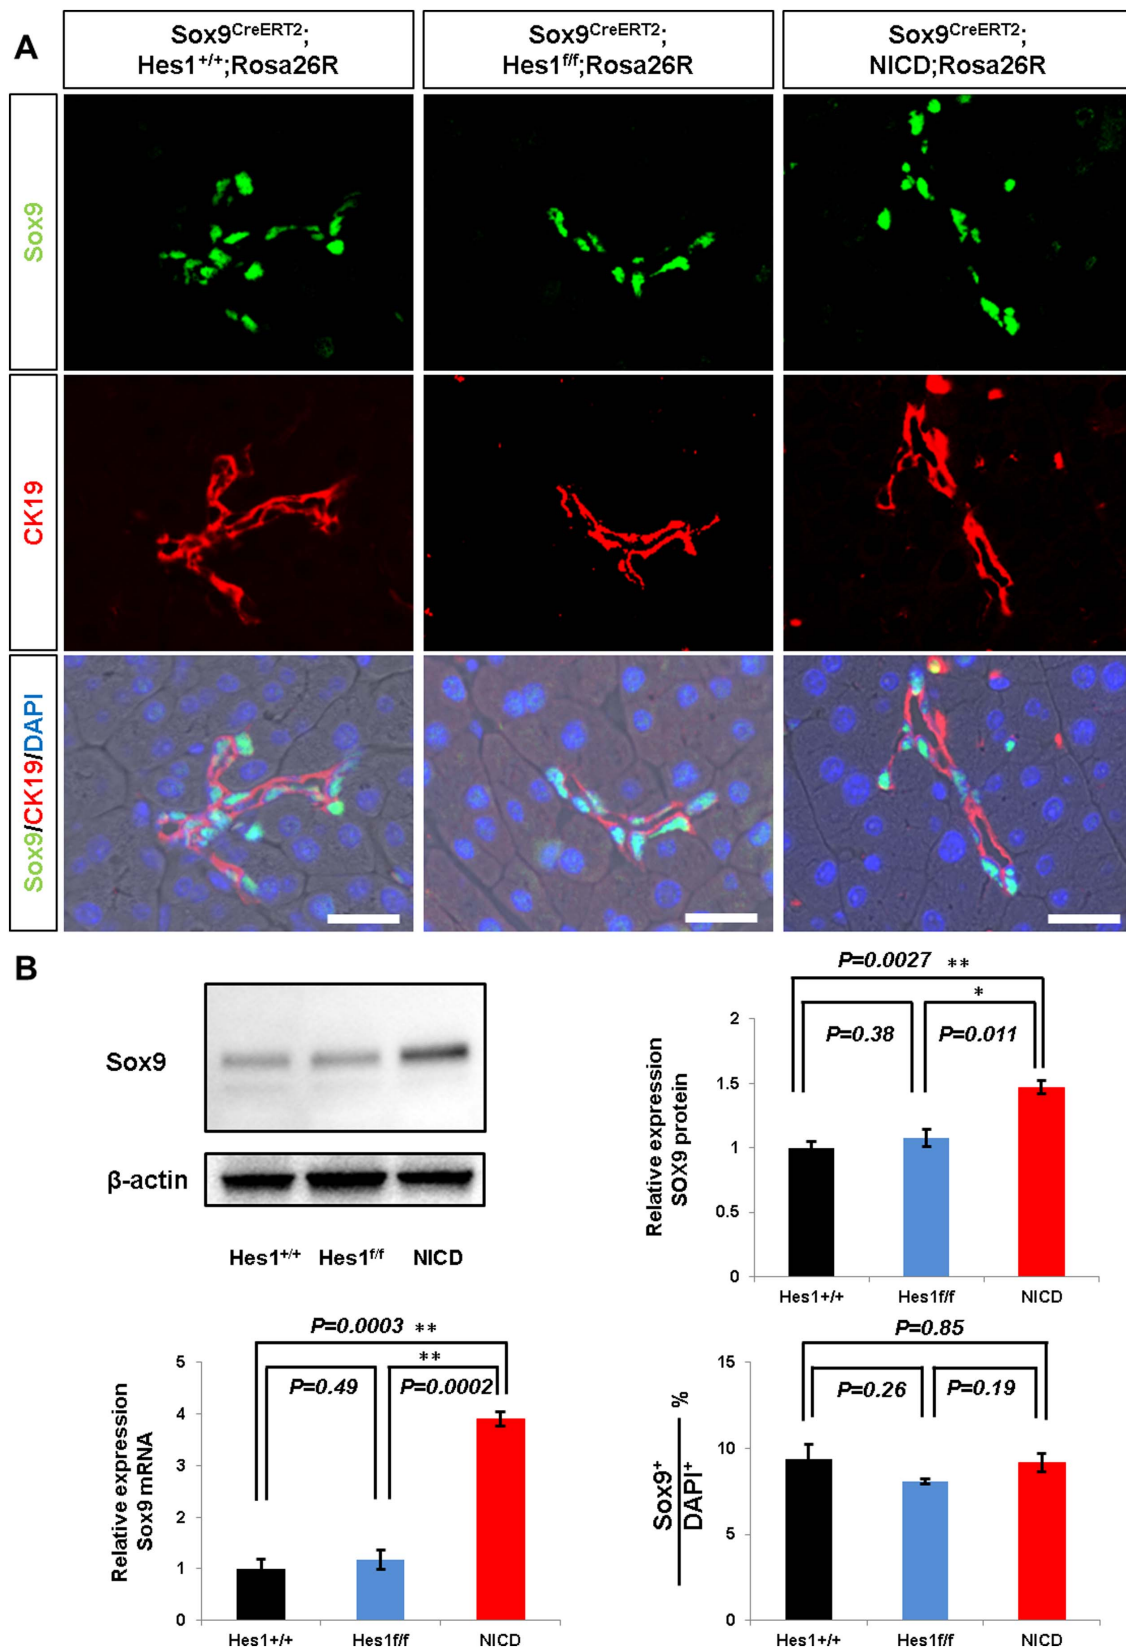 A
Sox9CreERT2;
Hes1+/+;Rosa26R
Sox9CreERT2;
Hes1f/f;Rosa26R
Sox9CreERT2;
NICD;Rosa26R
Sox9
CK19
Sox9/CK19/DAPI
B
Sox9
β-actin
Hes1+/+ Hes1f/f NICD
P=0.0027 **
*
P=0.38 P=0.011
Relative expression
SOX9 protein
2
1.5
1
0.5
0
Hes1+/+ Hes1f/f NICD
P=0.0003 **
**
P=0.49 P=0.0002
Relative expression
Sox9 mRNA
5
4
3
2
1
0
Hes1+/+ Hes1f/f NICD
P=0.85
P=0.26 P=0.19
%
Sox9+
DAPI+
15
10
5
0
Hes1+/+ Hes1f/f NICD